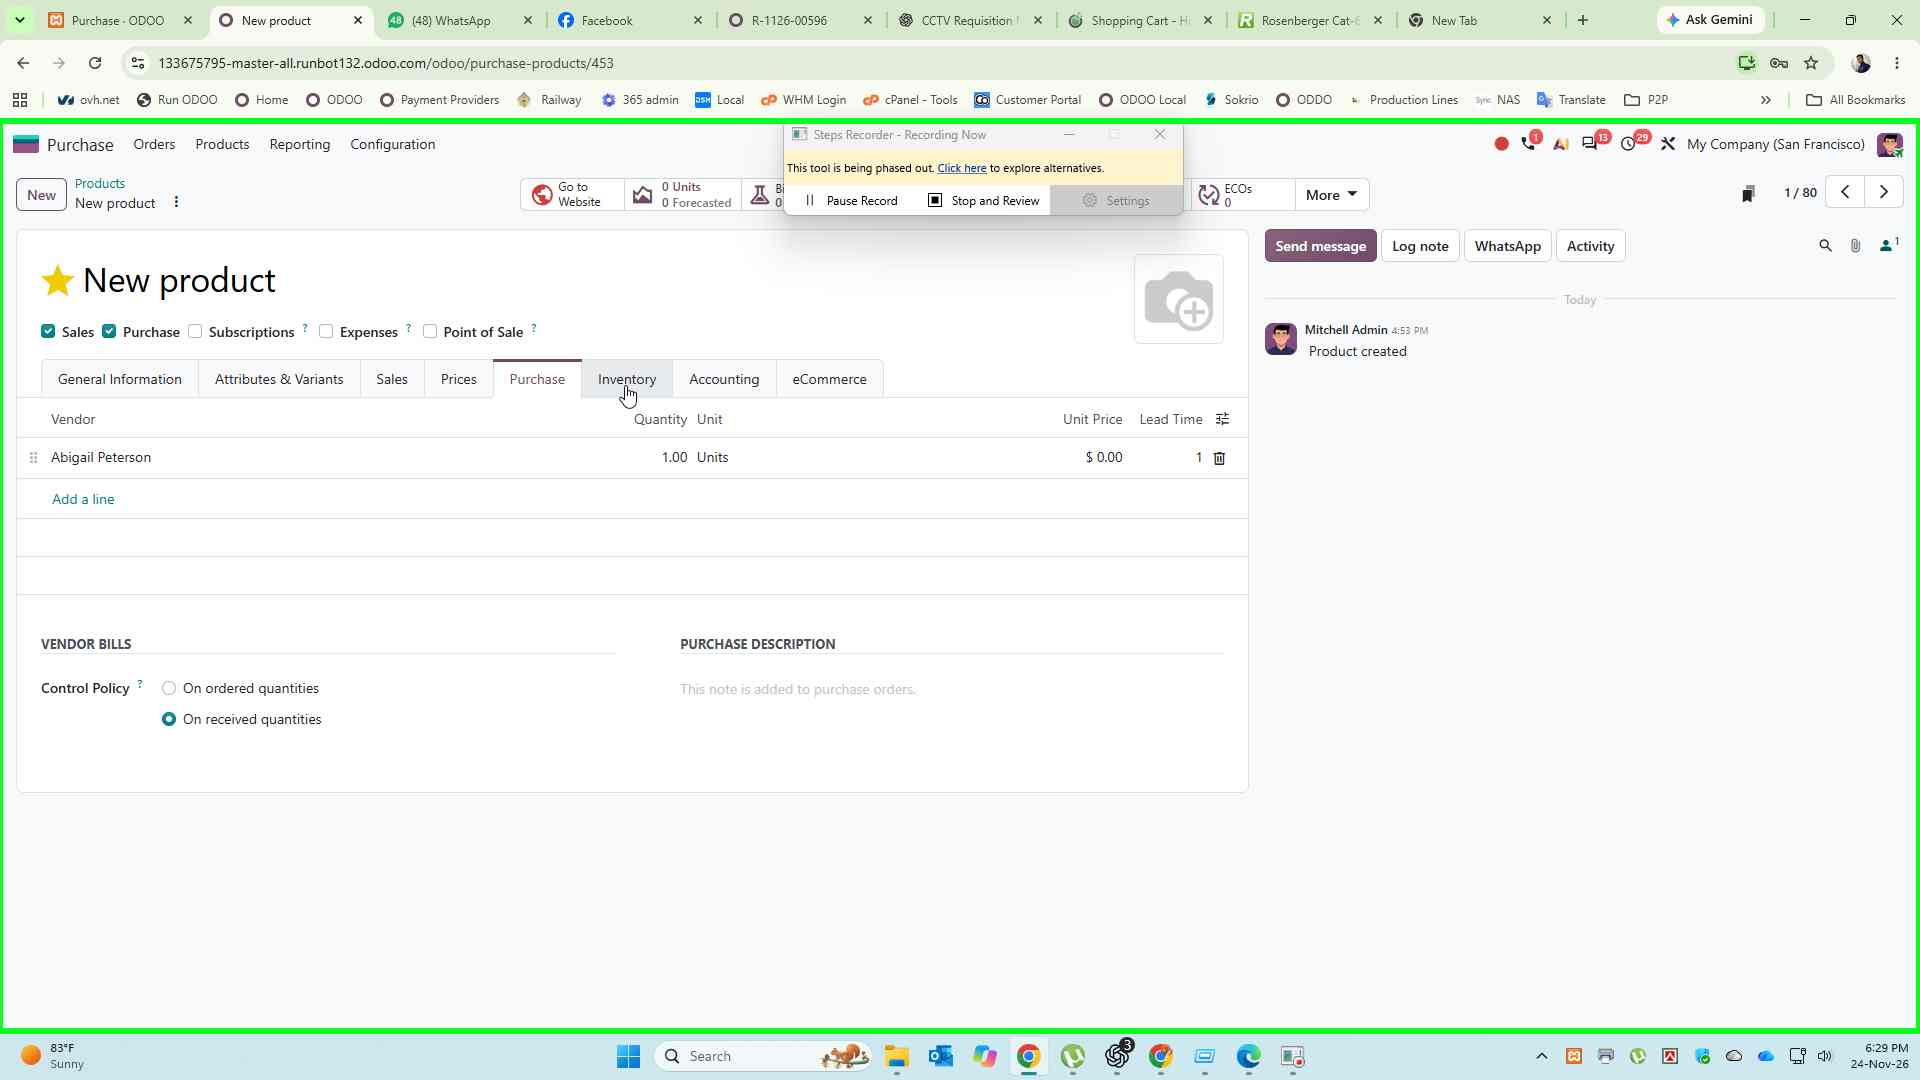 Purchase - ODOO
New product
(48) WhatsApp
Facebook
R-1126-00596
CCTV Requisition
Shopping Cart - H
Rosenberger Cat-6
New Tab
Ask Gemini
133675795-master-all.runbot132.odoo.com/odoo/purchase-products/453
ovh.net
Run ODOO
Home
ODOO
Payment Providers
Railway
365 admin
Local
WHM Login
cPanel - Tools
Customer Portal
ODOO Local
Sokrio
ODDO
Production Lines
NAS
Translate
P2P
All Bookmarks
Purchase
Orders
Products
Reporting
Configuration
Steps Recorder - Recording Now
This tool is being phased out. Click here to explore alternatives.
Pause Record
Stop and Review
Settings
1
13
29
My Company (San Francisco)
New
Products
New product
Go to
Website
0 Units
0 Forecasted
ECOs
0
More
1 / 80
New product
Sales
Purchase
Subscriptions ?
Expenses ?
Point of Sale ?
Send message
Log note
WhatsApp
Activity
1
Today
Mitchell Admin 4:53 PM
Product created
General Information
Attributes & Variants
Sales
Prices
Purchase
Inventory
Accounting
eCommerce
Vendor Quantity Unit Unit Price Lead Time
Abigail Peterson 1.00 Units $ 0.00 1
Add a line
VENDOR BILLS
PURCHASE DESCRIPTION
Control Policy ?
On ordered quantities
On received quantities
This note is added to purchase orders.
83°F
Sunny
Search
3
6:29 PM
24-Nov-26